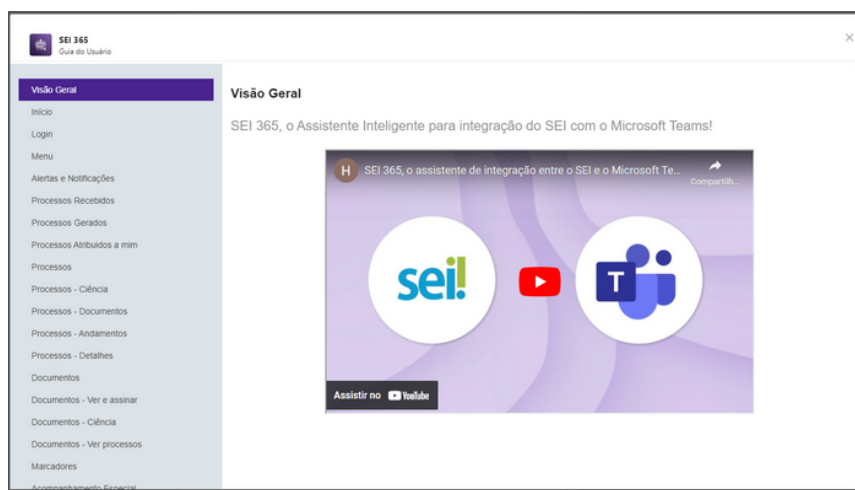 SEI 365
Guia do Usuário
Visão Geral
Início
Login
Menu
Alertas e Notificações
Processos Recebidos
Processos Gerados
Processos Atribuidos a mim
Processos
Processos - Ciência
Processos - Documentos
Processos - Andamentos
Processos - Detalhes
Documentos
Documentos - Ver e assinar
Documentos - Ciência
Documentos - Ver processos
Marcadores
Acompanhamento Especial
Visão Geral
SEI 365, o Assistente Inteligente para integração do SEI com o Microsoft Teams!
H
SEI 365, o assistente de integração entre o SEI e o Microsoft Te...
Compartilh...
sei!
T
Assistir no YouTube